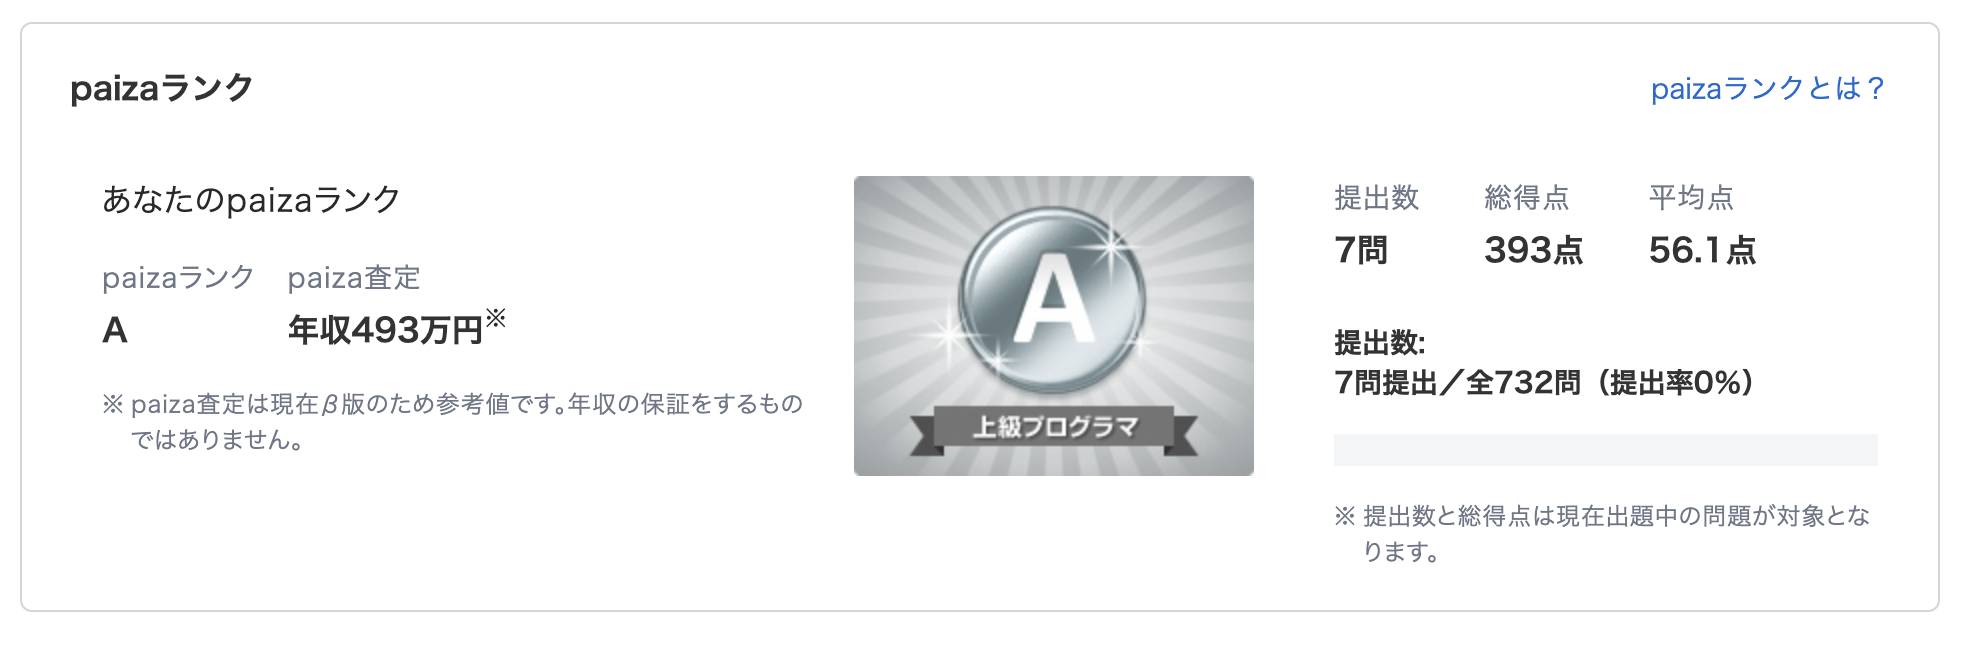 paizaランク
paizaランクとは？
あなたのpaizaランク
paizaランク
A
paiza査定
年収493万円※
※ paiza査定は現在β版のため参考値です。年収の保証をするもの
ではありません。
A
上級プログラマ
提出数
7問
総得点
393点
平均点
56.1点
提出数:
7問提出／全732問（提出率0%）
※ 提出数と総得点は現在出題中の問題が対象とな
ります。